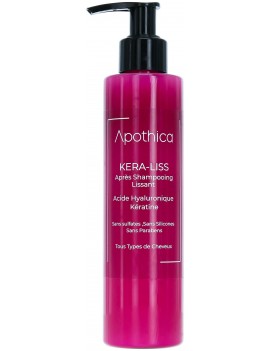 Apothica
KERA-LISS
Après Shampooing
Lissant
Acide Hyaluronique
Kératine
Sans sulfates ,Sans Silicones
Sans Parabens
Tous Types de Cheveux